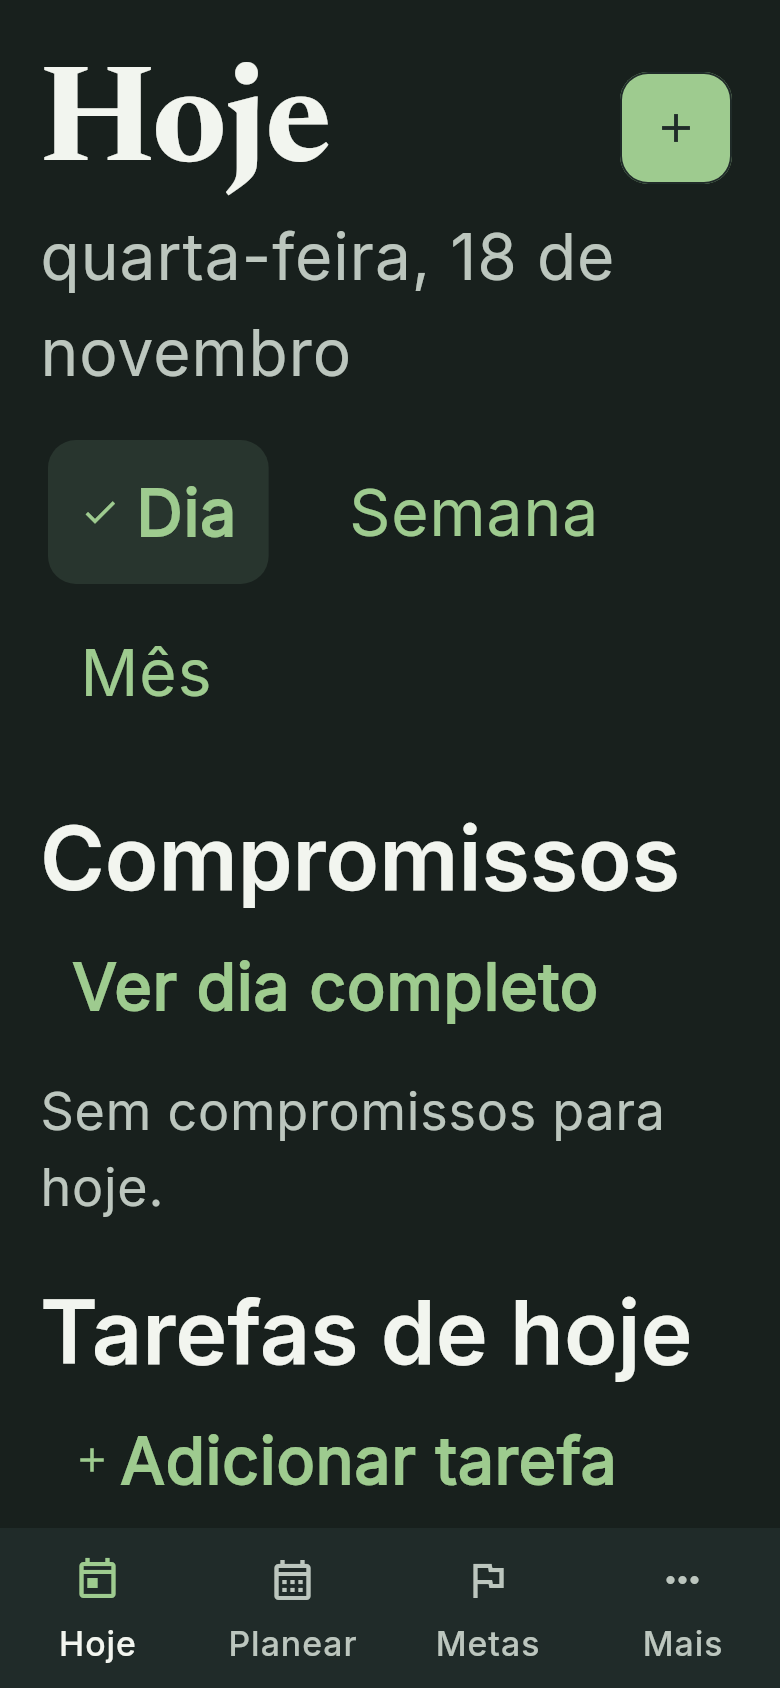 Hoje
quarta-feira, 18 de
novembro
Dia
Semana
Mês
Compromissos
Ver dia completo
Sem compromissos para
hoje.
Tarefas de hoje
+ Adicionar tarefa
Hoje
Planear
Metas
Mais